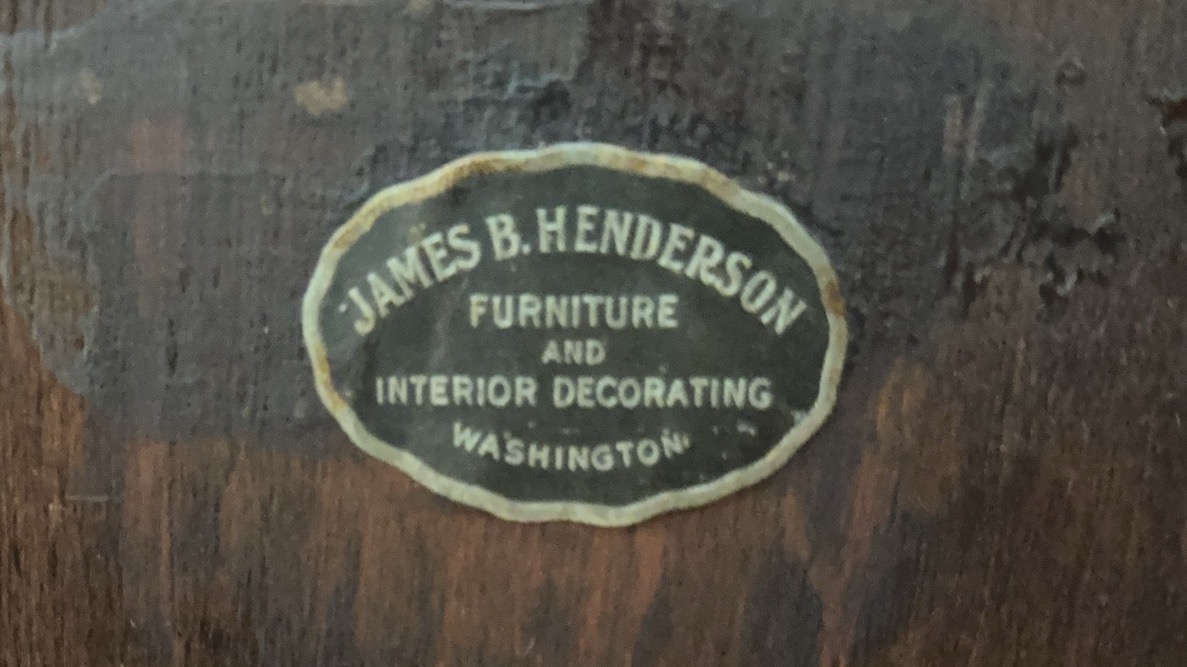 JAMES B. HENDERSON
FURNITURE
AND
INTERIOR DECORATING
WASHINGTON